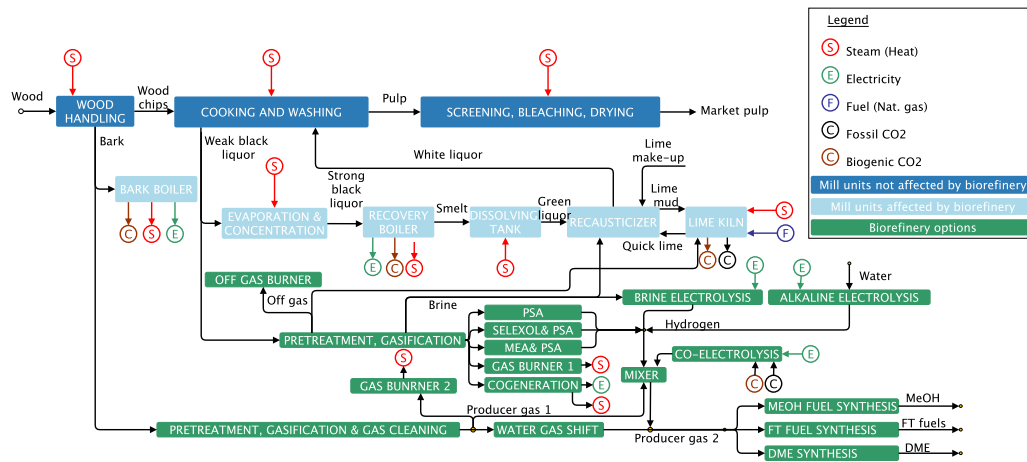 Legend
S
Steam (Heat)
E
Electricity
F
Fuel (Nat. gas)
C
Fossil CO2
C
Biogenic CO2
Mill units not affected by biorefinery
Mill units affected by biorefinery
Biorefinery options
S
S
S
Wood
WOOD
HANDLING
Wood
chips
COOKING AND WASHING
Pulp
SCREENING, BLEACHING, DRYING
Market pulp
Bark
Weak black
liquor
White liquor
Lime
make-up
S
BARK BOILER
C
S
E
EVAPORATION &
CONCENTRATION
Strong
black
liquor
RECOVERY
BOILER
E
C
S
Smelt
DISSOLVING
TANK
S
Green
liquor
RECAUSTICIZER
Lime
mud
Quick lime
LIME KILN
S
F
C
C
OFF GAS BURNER
Off gas
Brine
E
BRINE ELECTROLYSIS
E
Water
ALKALINE ELECTROLYSIS
Hydrogen
PRETREATMENT, GASIFICATION
PSA
SELEXOL& PSA
MEA& PSA
GAS BURNER 1
S
COGENERATION
E
S
S
GAS BUNRNER 2
MIXER
CO-ELECTROLYSIS
E
C
C
Producer gas 1
PRETREATMENT, GASIFICATION & GAS CLEANING
WATER GAS SHIFT
Producer gas 2
MEOH FUEL SYNTHESIS
MeOH
FT FUEL SYNTHESIS
FT fuels
DME SYNTHESIS
DME